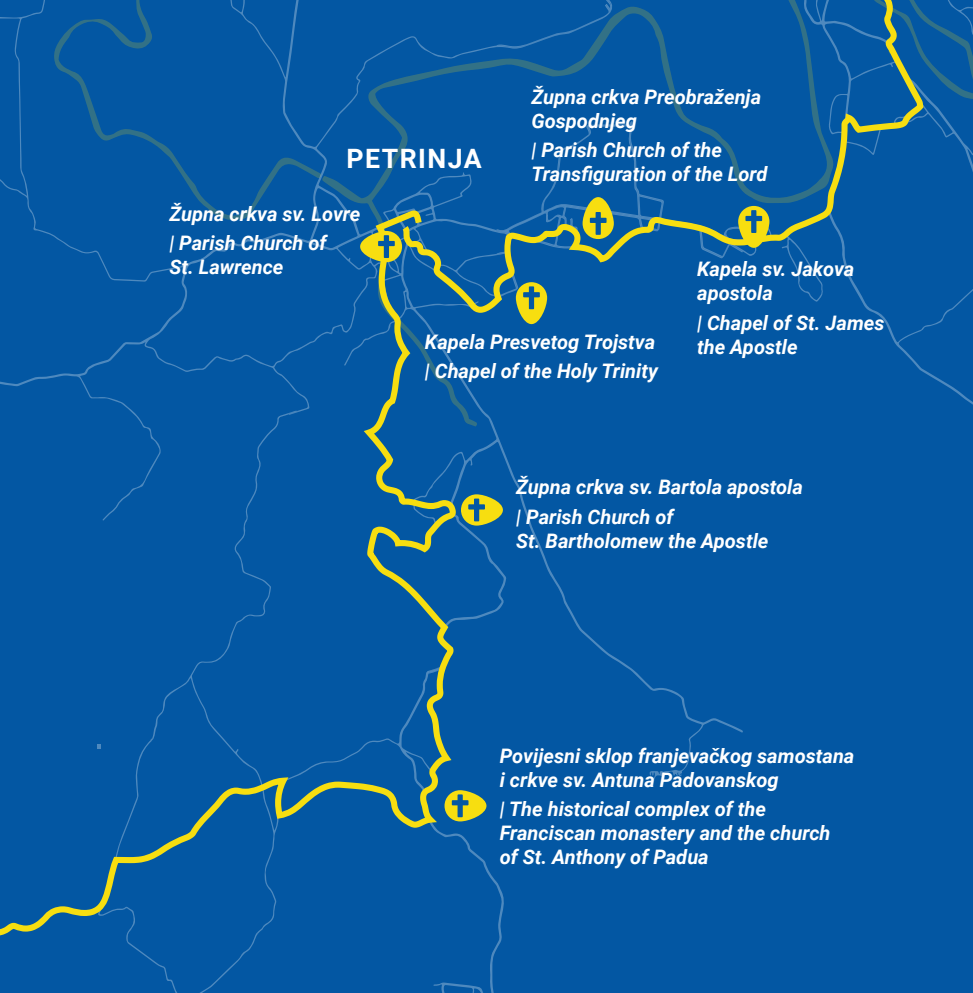 Župna crkva Preobraženja
Gospodnjeg
| Parish Church of the
Transfiguration of the Lord
PETRINJA
Župna crkva sv. Lovre
| Parish Church of
St. Lawrence
Kapela sv. Jakova
apostola
| Chapel of St. James
the Apostle
Kapela Presvetog Trojstva
| Chapel of the Holy Trinity
Župna crkva sv. Bartola apostola
| Parish Church of
St. Bartholomew the Apostle
Povijesni sklop franjevačkog samostana
i crkve sv. Antuna Padovanskog
| The historical complex of the
Franciscan monastery and the church
of St. Anthony of Padua